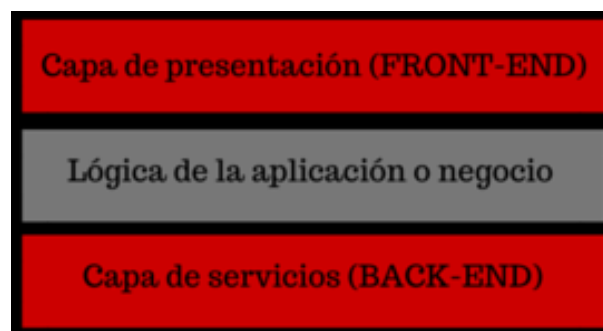 Capa de presentación (FRONT-END)
Lógica de la aplicación o negocio
Capa de servicios (BACK-END)